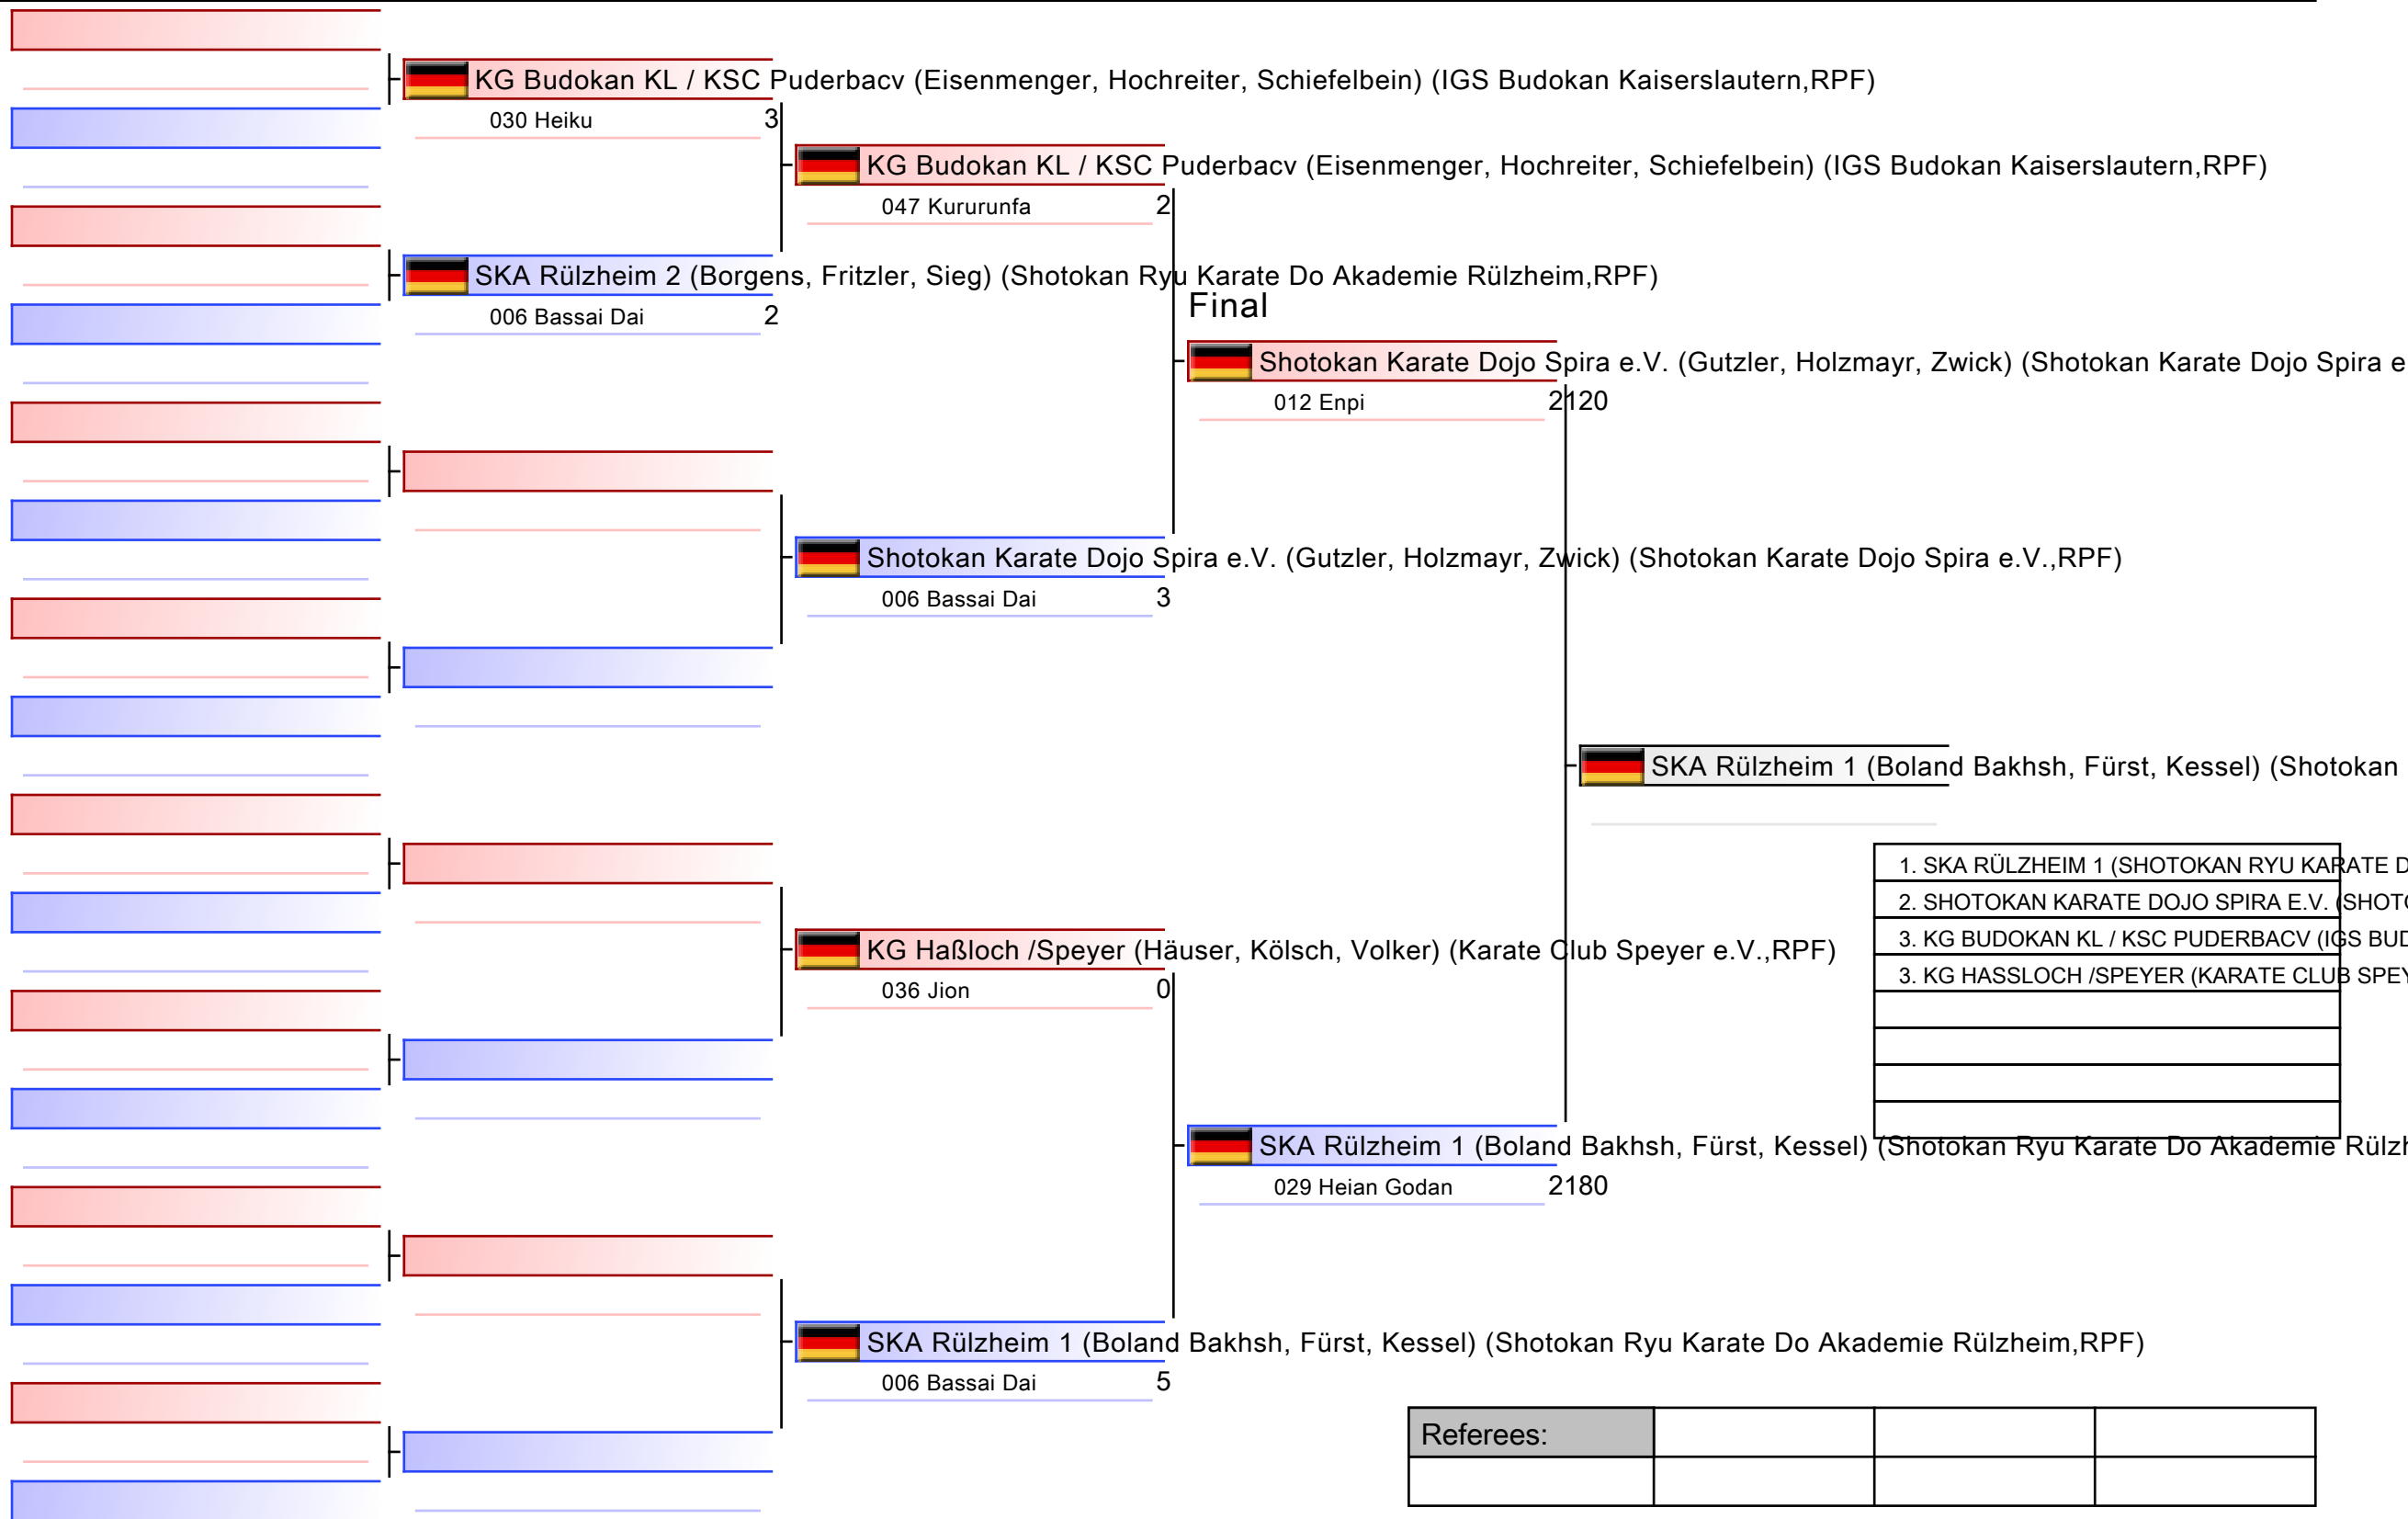 KG Budokan KL / KSC Puderbacv (Eisenmenger, Hochreiter, Schiefelbein) (IGS Budokan Kaiserslautern,RPF)
030 Heiku 3
KG Budokan KL / KSC Puderbacv (Eisenmenger, Hochreiter, Schiefelbein) (IGS Budokan Kaiserslautern,RPF)
047 Kururunfa 2
SKA Rülzheim 2 (Borgens, Fritzler, Sieg) (Shotokan Ryu Karate Do Akademie Rülzheim,RPF)
006 Bassai Dai 2
Final
Shotokan Karate Dojo Spira e.V. (Gutzler, Holzmayr, Zwick) (Shotokan Karate Dojo Spira e
012 Enpi 2120
Shotokan Karate Dojo Spira e.V. (Gutzler, Holzmayr, Zwick) (Shotokan Karate Dojo Spira e.V.,RPF)
006 Bassai Dai 3
SKA Rülzheim 1 (Boland Bakhsh, Fürst, Kessel) (Shotokan
1. SKA RÜLZHEIM 1 (SHOTOKAN RYU KARATE D
2. SHOTOKAN KARATE DOJO SPIRA E.V. (SHOTO
3. KG BUDOKAN KL / KSC PUDERBACV (IGS BUD
3. KG HASSLOCH /SPEYER (KARATE CLUB SPEY
KG Haßloch /Speyer (Häuser, Kölsch, Volker) (Karate Club Speyer e.V.,RPF)
036 Jion 0
SKA Rülzheim 1 (Boland Bakhsh, Fürst, Kessel) (Shotokan Ryu Karate Do Akademie Rülzh
029 Heian Godan 2180
SKA Rülzheim 1 (Boland Bakhsh, Fürst, Kessel) (Shotokan Ryu Karate Do Akademie Rülzheim,RPF)
006 Bassai Dai 5
Referees: